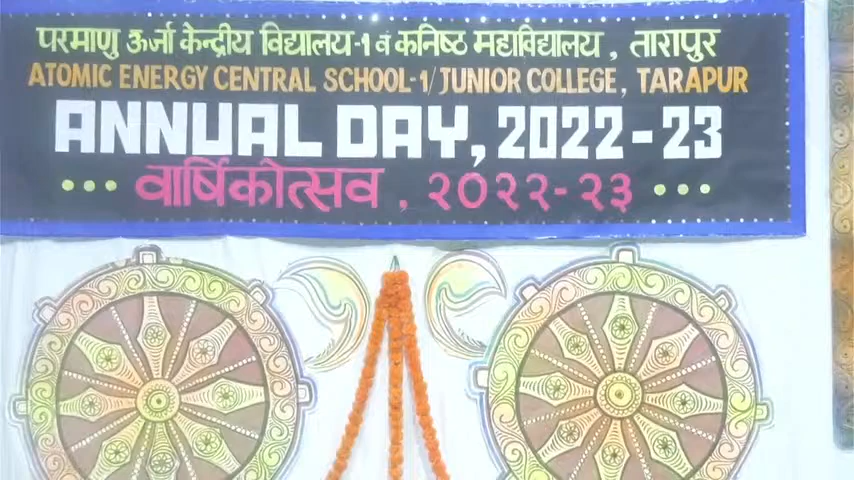 परमाणु ऊर्जा केन्द्रीय विद्यालय-1 वं कनिष्ठ महाविद्यालय, तारापुर
ATOMIC ENERGY CENTRAL SCHOOL-1/JUNIOR COLLEGE, TARAPUR
ANNUAL DAY, 2022-23
वार्षिकोत्सव, २०२२-२३